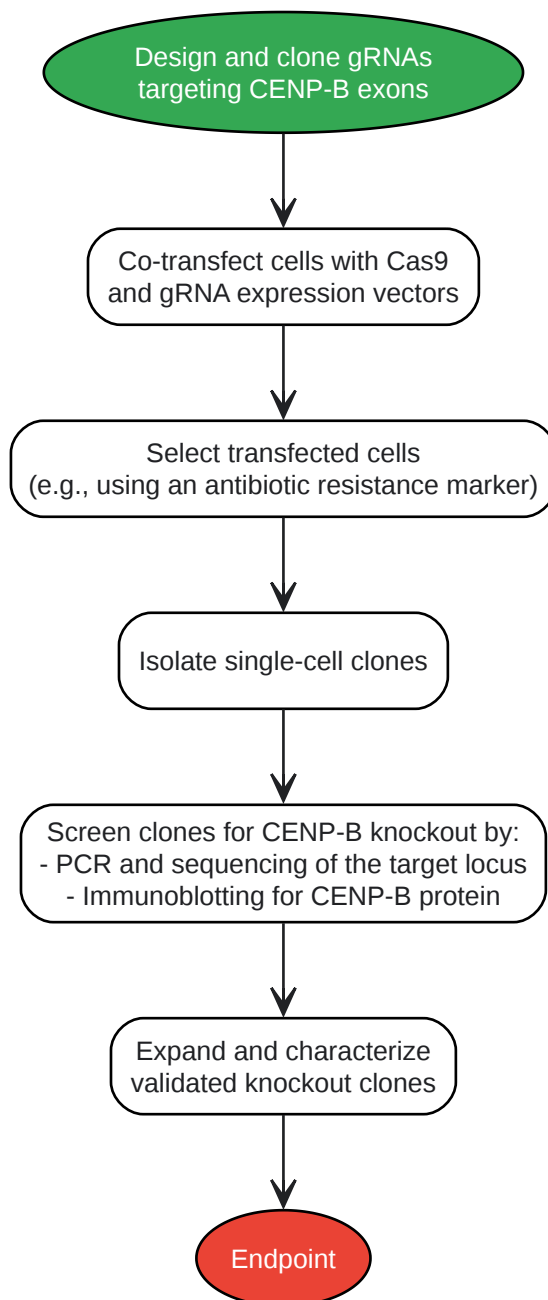 Design and clone gRNAs
targeting CENP-B exons
Co-transfect cells with Cas9
and gRNA expression vectors
Select transfected cells
(e.g., using an antibiotic resistance marker)
Isolate single-cell clones
Screen clones for CENP-B knockout by:
- PCR and sequencing of the target locus
- Immunoblotting for CENP-B protein
Expand and characterize
validated knockout clones
Endpoint